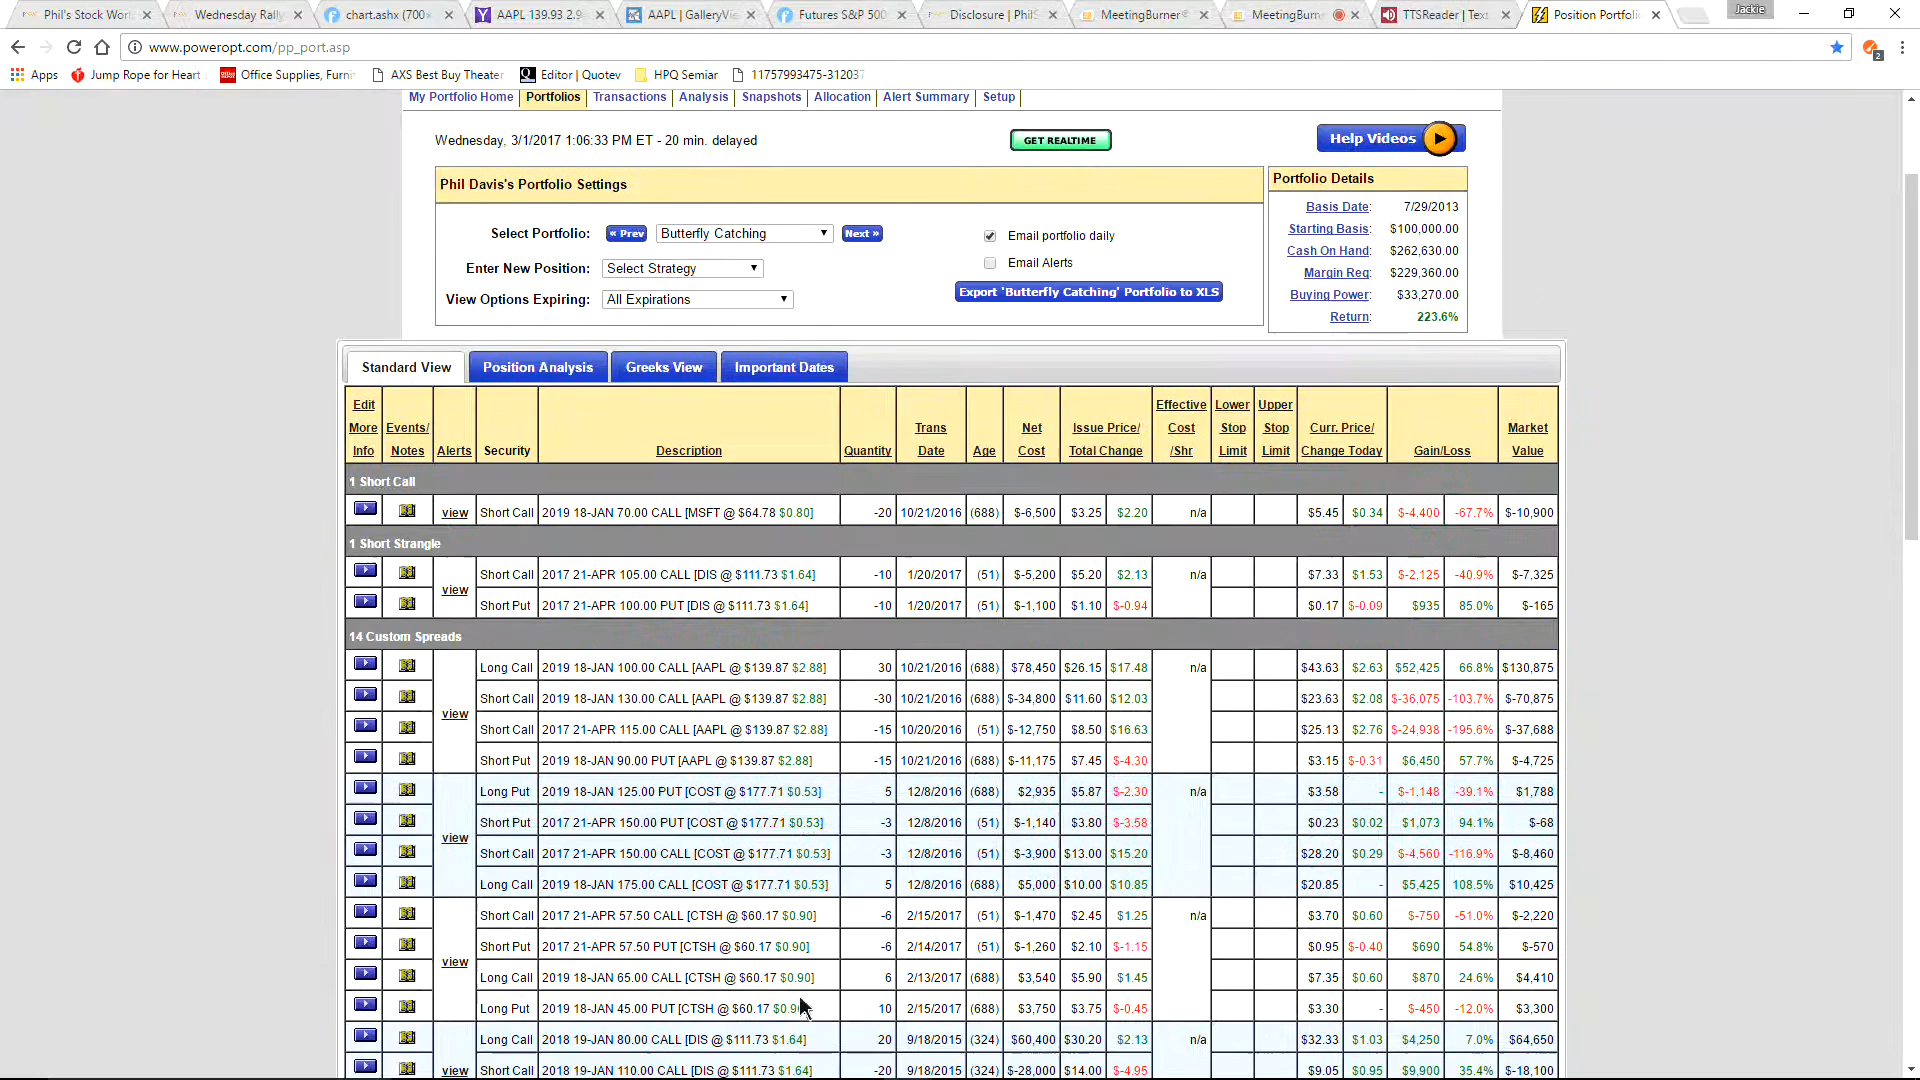 Phil's Stock Worl
Wednesday Rally
chart.ashx (700×
AAPL 139.93 2.9
AAPL | GalleryVie
Futures S&P 500
Disclosure | PhilS
MeetingBurner®
MeetingBurn
TTSReader | Text
Position Portfolio
Jackie
www.poweropt.com/pp_port.asp
2
Apps Jump Rope for Heart Office Supplies, Furni AXS Best Buy Theater Editor | Quotev HPQ Semiar 11757993475-312037
My Portfolio Home Portfolios Transactions Analysis Snapshots Allocation Alert Summary Setup
Wednesday, 3/1/2017 1:06:33 PM ET - 20 min. delayed
GET REALTIME
Help Videos
Phil Davis's Portfolio Settings
Select Portfolio: « Prev Butterfly Catching Next »
Enter New Position: Select Strategy
View Options Expiring: All Expirations
Email portfolio daily
Email Alerts
Export 'Butterfly Catching' Portfolio to XLS
Portfolio Details
Basis Date: 7/29/2013
Starting Basis: $100,000.00
Cash On Hand: $262,630.00
Margin Req: $229,360.00
Buying Power: $33,270.00
Return: 223.6%
Standard View Position Analysis Greeks View Important Dates
Edit More Info Events/ Notes Alerts Security Description Quantity Trans Date Age Net Cost Issue Price/ Total Change Effective Cost /Shr Lower Stop Limit Upper Stop Limit Curr. Price/ Change Today Gain/Loss Market Value
1 Short Call
view Short Call 2019 18-JAN 70.00 CALL [MSFT @ $64.78 $0.80] -20 10/21/2016 (688) $-6,500 $3.25 $2.20 n/a $5.45 $0.34 $-4,400 -67.7% $-10,900
1 Short Strangle
view Short Call 2017 21-APR 105.00 CALL [DIS @ $111.73 $1.64] -10 1/20/2017 (51) $-5,200 $5.20 $2.13 n/a $7.33 $1.53 $-2,125 -40.9% $-7,325
Short Put 2017 21-APR 100.00 PUT [DIS @ $111.73 $1.64] -10 1/20/2017 (51) $-1,100 $1.10 $-0.94 $0.17 $-0.09 $935 85.0% $-165
14 Custom Spreads
view Long Call 2019 18-JAN 100.00 CALL [AAPL @ $139.87 $2.88] 30 10/21/2016 (688) $78,450 $26.15 $17.48 n/a $43.63 $2.63 $52,425 66.8% $130,875
Short Call 2019 18-JAN 130.00 CALL [AAPL @ $139.87 $2.88] -30 10/21/2016 (688) $-34,800 $11.60 $12.03 $23.63 $2.08 $-36,075 -103.7% $-70,875
Short Call 2017 21-APR 115.00 CALL [AAPL @ $139.87 $2.88] -15 10/20/2016 (51) $-12,750 $8.50 $16.63 $25.13 $2.76 $-24,938 -195.6% $-37,688
Short Put 2019 18-JAN 90.00 PUT [AAPL @ $139.87 $2.88] -15 10/21/2016 (688) $-11,175 $7.45 $-4.30 $3.15 $-0.31 $6,450 57.7% $-4,725
view Long Put 2019 18-JAN 125.00 PUT [COST @ $177.71 $0.53] 5 12/8/2016 (688) $2,935 $5.87 $-2.30 n/a $3.58 - $-1,148 -39.1% $1,788
Short Put 2017 21-APR 150.00 PUT [COST @ $177.71 $0.53] -3 12/8/2016 (51) $-1,140 $3.80 $-3.58 $0.23 $0.02 $1,073 94.1% $-68
Short Call 2017 21-APR 150.00 CALL [COST @ $177.71 $0.53] -3 12/8/2016 (51) $-3,900 $13.00 $15.20 $28.20 $0.29 $-4,560 -116.9% $-8,460
Long Call 2019 18-JAN 175.00 CALL [COST @ $177.71 $0.53] 5 12/8/2016 (688) $5,000 $10.00 $10.85 $20.85 - $5,425 108.5% $10,425
view Short Call 2017 21-APR 57.50 CALL [CTSH @ $60.17 $0.90] -6 2/15/2017 (51) $-1,470 $2.45 $1.25 n/a $3.70 $0.60 $-750 -51.0% $-2,220
Short Put 2017 21-APR 57.50 PUT [CTSH @ $60.17 $0.90] -6 2/14/2017 (51) $-1,260 $2.10 $-1.15 $0.95 $-0.40 $690 54.8% $-570
Long Call 2019 18-JAN 65.00 CALL [CTSH @ $60.17 $0.90] 6 2/13/2017 (688) $3,540 $5.90 $1.45 $7.35 $0.60 $870 24.6% $4,410
Long Put 2019 18-JAN 45.00 PUT [CTSH @ $60.17 $0.9 10 2/15/2017 (688) $3,750 $3.75 $-0.45 $3.30 - $-450 -12.0% $3,300
Long Call 2018 19-JAN 80.00 CALL [DIS @ $111.73 $1.64] 20 9/18/2015 (324) $60,400 $30.20 $2.13 n/a $32.33 $1.03 $4,250 7.0% $64,650
view Short Call 2018 19-JAN 110.00 CALL [DIS @ $111.73 $1.64] -20 9/18/2015 (324) $-28,000 $14.00 $-4.95 $9.05 $0.95 $9,900 35.4% $-18,100